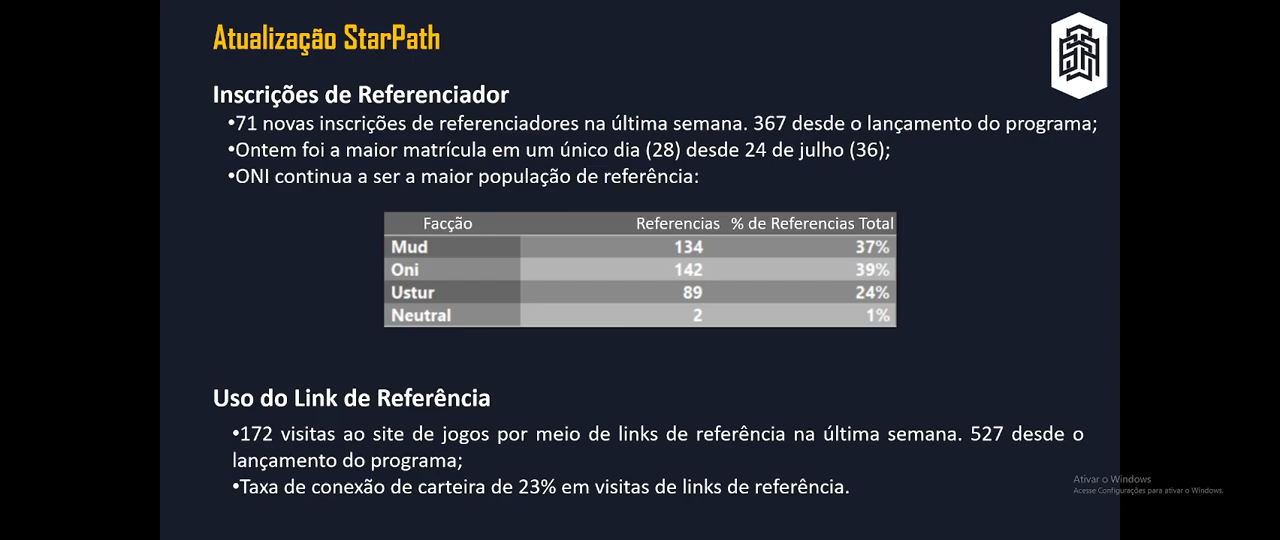 Atualização StarPath
Inscrições de Referenciador
•71 novas inscrições de referenciadores na última semana. 367 desde o lançamento do programa;
•Ontem foi a maior matrícula em um único dia (28) desde 24 de julho (36);
•ONI continua a ser a maior população de referência:
Facção Referencias % de Referencias Total
Mud 134 37%
Oni 142 39%
Ustur 89 24%
Neutral 2 1%
Uso do Link de Referência
•172 visitas ao site de jogos por meio de links de referência na última semana. 527 desde o
lançamento do programa;
•Taxa de conexão de carteira de 23% em visitas de links de referência.
Ativar o Windows
Acesse Configurações para ativar o Windows.